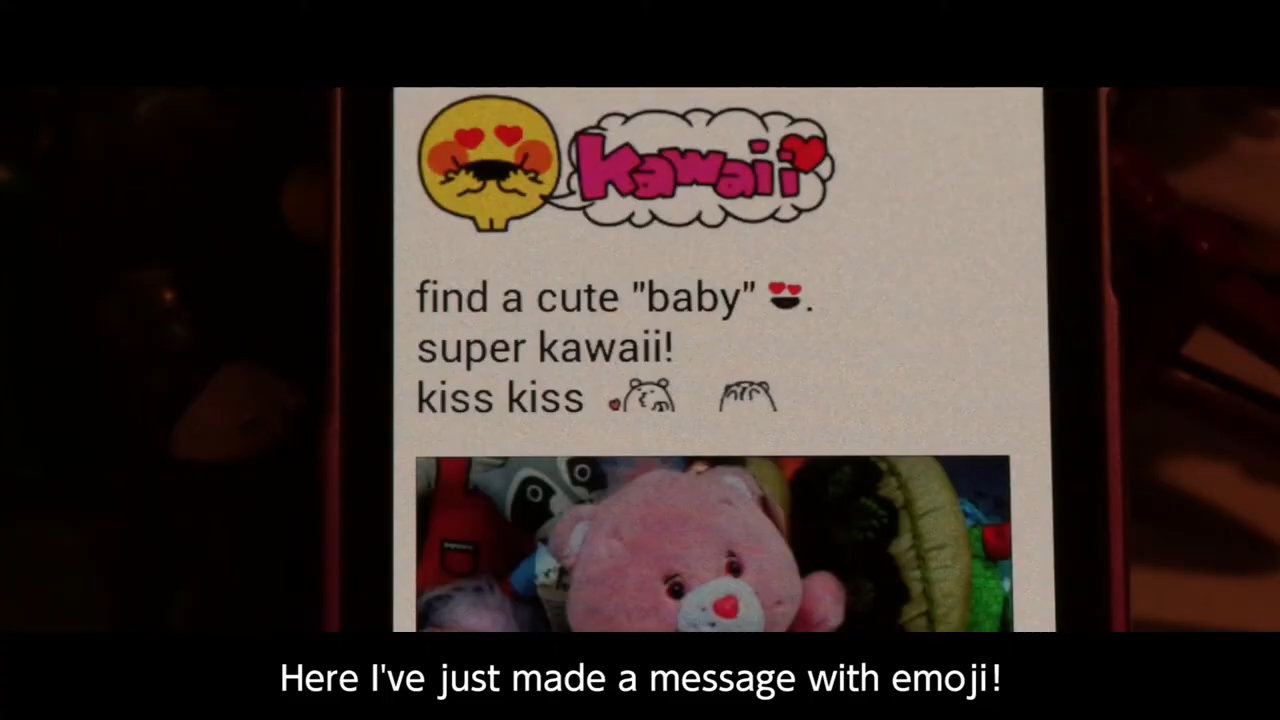 kawaii
find a cute "baby" .
super kawaii!
kiss kiss
Here I've just made a message with emoji!